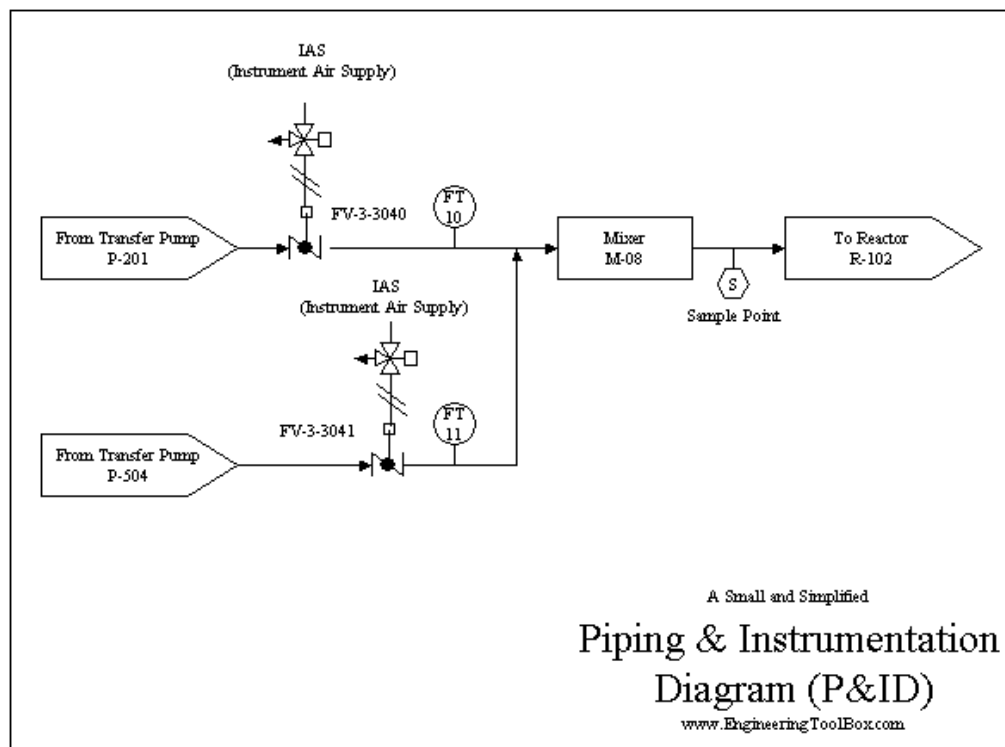 IAS
(Instrument Air Supply)
FV-3-3040
FT
10
From Transfer Pump
P-201
Mixer
M-08
To Reactor
R-102
S
Sample Point
IAS
(Instrument Air Supply)
FV-3-3041
FT
11
From Transfer Pump
P-504
A Small and Simplified
Piping & Instrumentation
Diagram (P&ID)
www.EngineeringToolBox.com